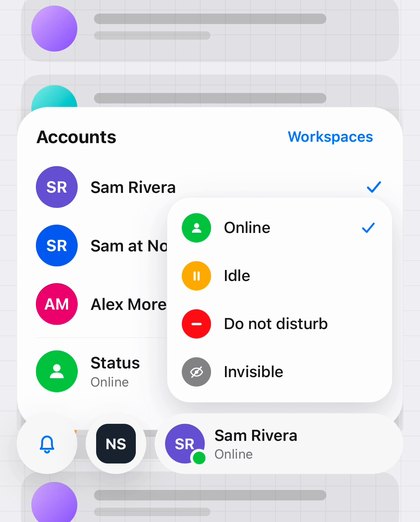 Accounts
Workspaces
SR
Sam Rivera
SR
Sam at No
AM
Alex More
Status
Online
Online
Idle
Do not disturb
Invisible
NS
SR
Sam Rivera
Online